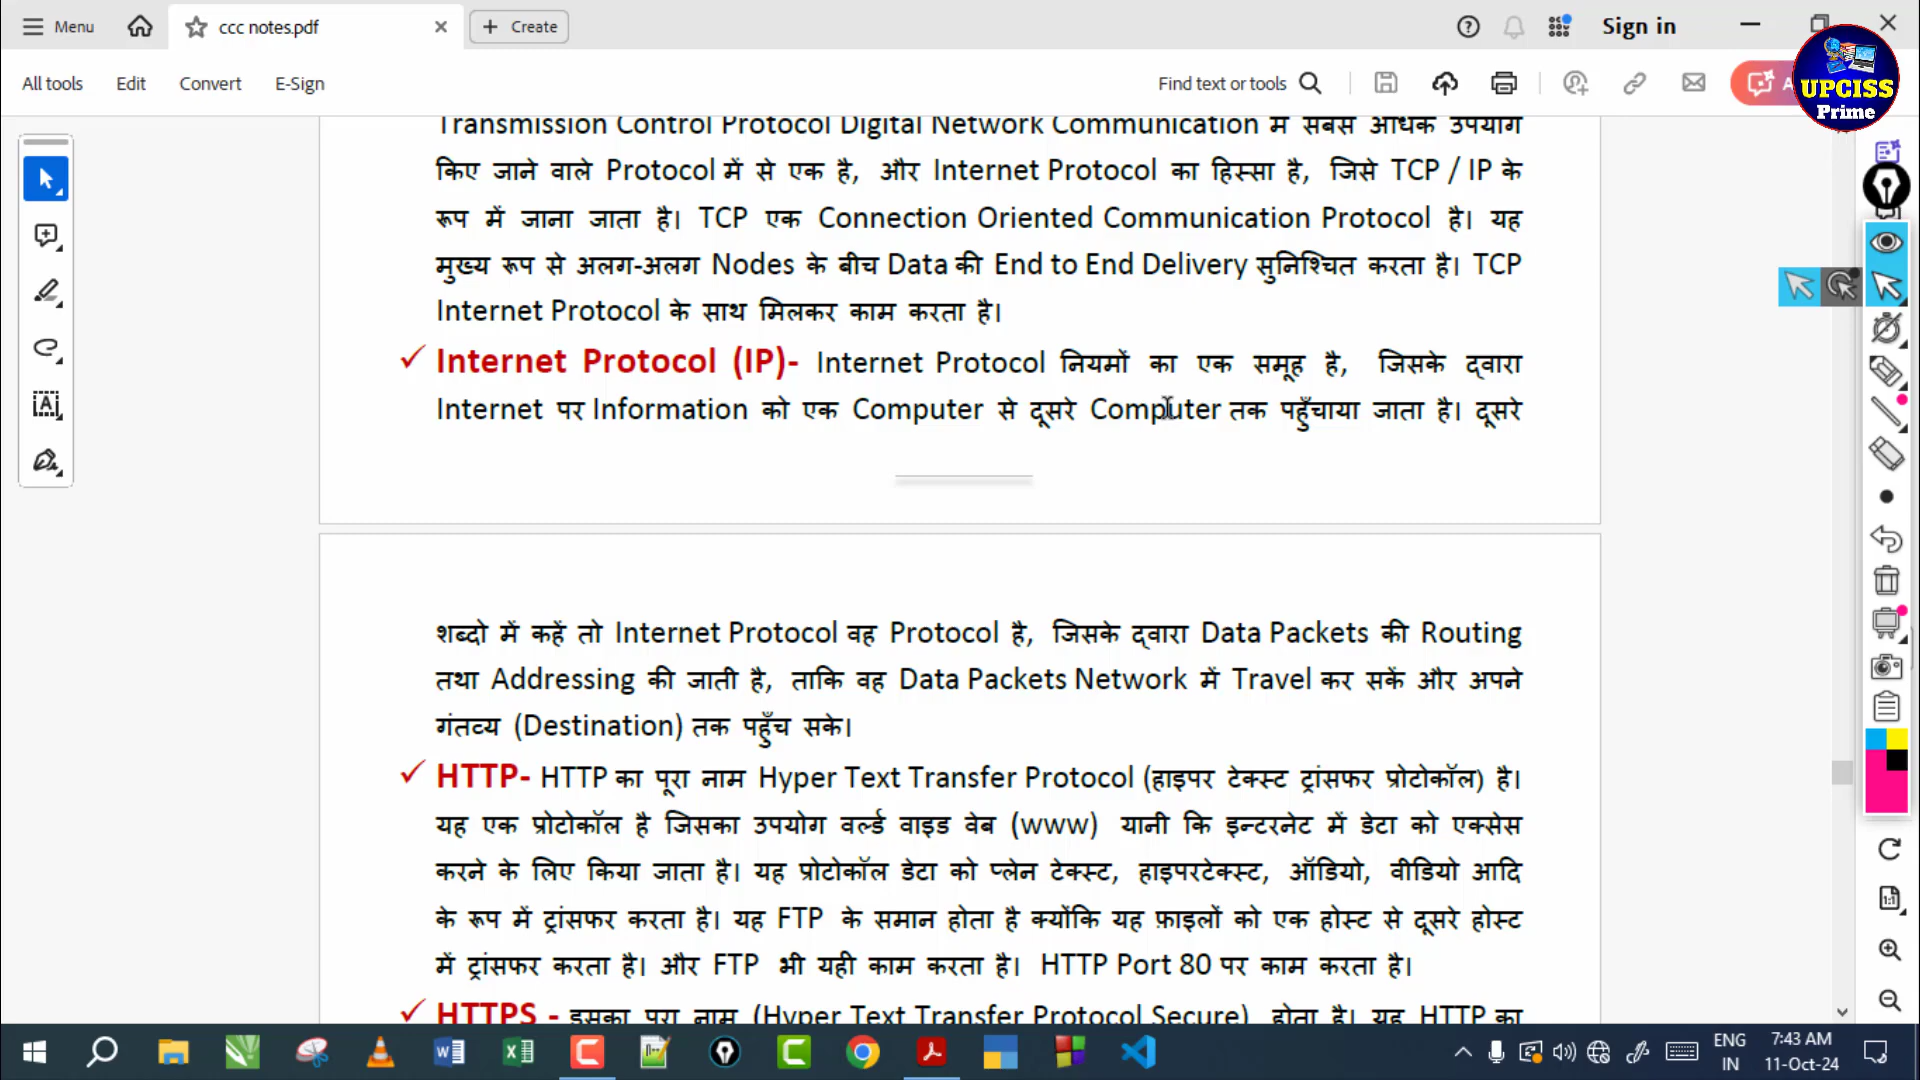 Menu
ccc notes.pdf
Create
Sign in
All tools
Edit
Convert
E-Sign
Find text or tools
UPCISS
Prime
Transmission Control Protocol Digital Network Communication में सबसे अधिक उपयोग
किए जाने वाले Protocol में से एक है, और Internet Protocol का हिस्सा है, जिसे TCP / IP के
रूप में जाना जाता है। TCP एक Connection Oriented Communication Protocol है। यह
मुख्य रूप से अलग-अलग Nodes के बीच Data की End to End Delivery सुनिश्चित करता है। TCP
Internet Protocol के साथ मिलकर काम करता है।
✓ Internet Protocol (IP)- Internet Protocol नियमों का एक समूह है, जिसके द्वारा
Internet पर Information को एक Computer से दूसरे Computer तक पहुँचाया जाता है। दूसरे
शब्दो में कहें तो Internet Protocol वह Protocol है, जिसके द्वारा Data Packets की Routing
तथा Addressing की जाती है, ताकि वह Data Packets Network में Travel कर सकें और अपने
गंतव्य (Destination) तक पहुँच सके।
✓ HTTP- HTTP का पूरा नाम Hyper Text Transfer Protocol (हाइपर टेक्स्ट ट्रांसफर प्रोटोकॉल) है।
यह एक प्रोटोकॉल है जिसका उपयोग वर्ल्ड वाइड वेब (www) यानी कि इन्टरनेट में डेटा को एक्सेस
करने के लिए किया जाता है। यह प्रोटोकॉल डेटा को प्लेन टेक्स्ट, हाइपरटेक्स्ट, ऑडियो, वीडियो आदि
के रूप में ट्रांसफर करता है। यह FTP के समान होता है क्योंकि यह फ़ाइलों को एक होस्ट से दूसरे होस्ट
में ट्रांसफर करता है। और FTP भी यही काम करता है। HTTP Port 80 पर काम करता है।
✓ HTTPS - इसका पूरा नाम (Hyper Text Transfer Protocol Secure) होता है। यह HTTP का
ENG
IN
7:43 AM
11-Oct-24